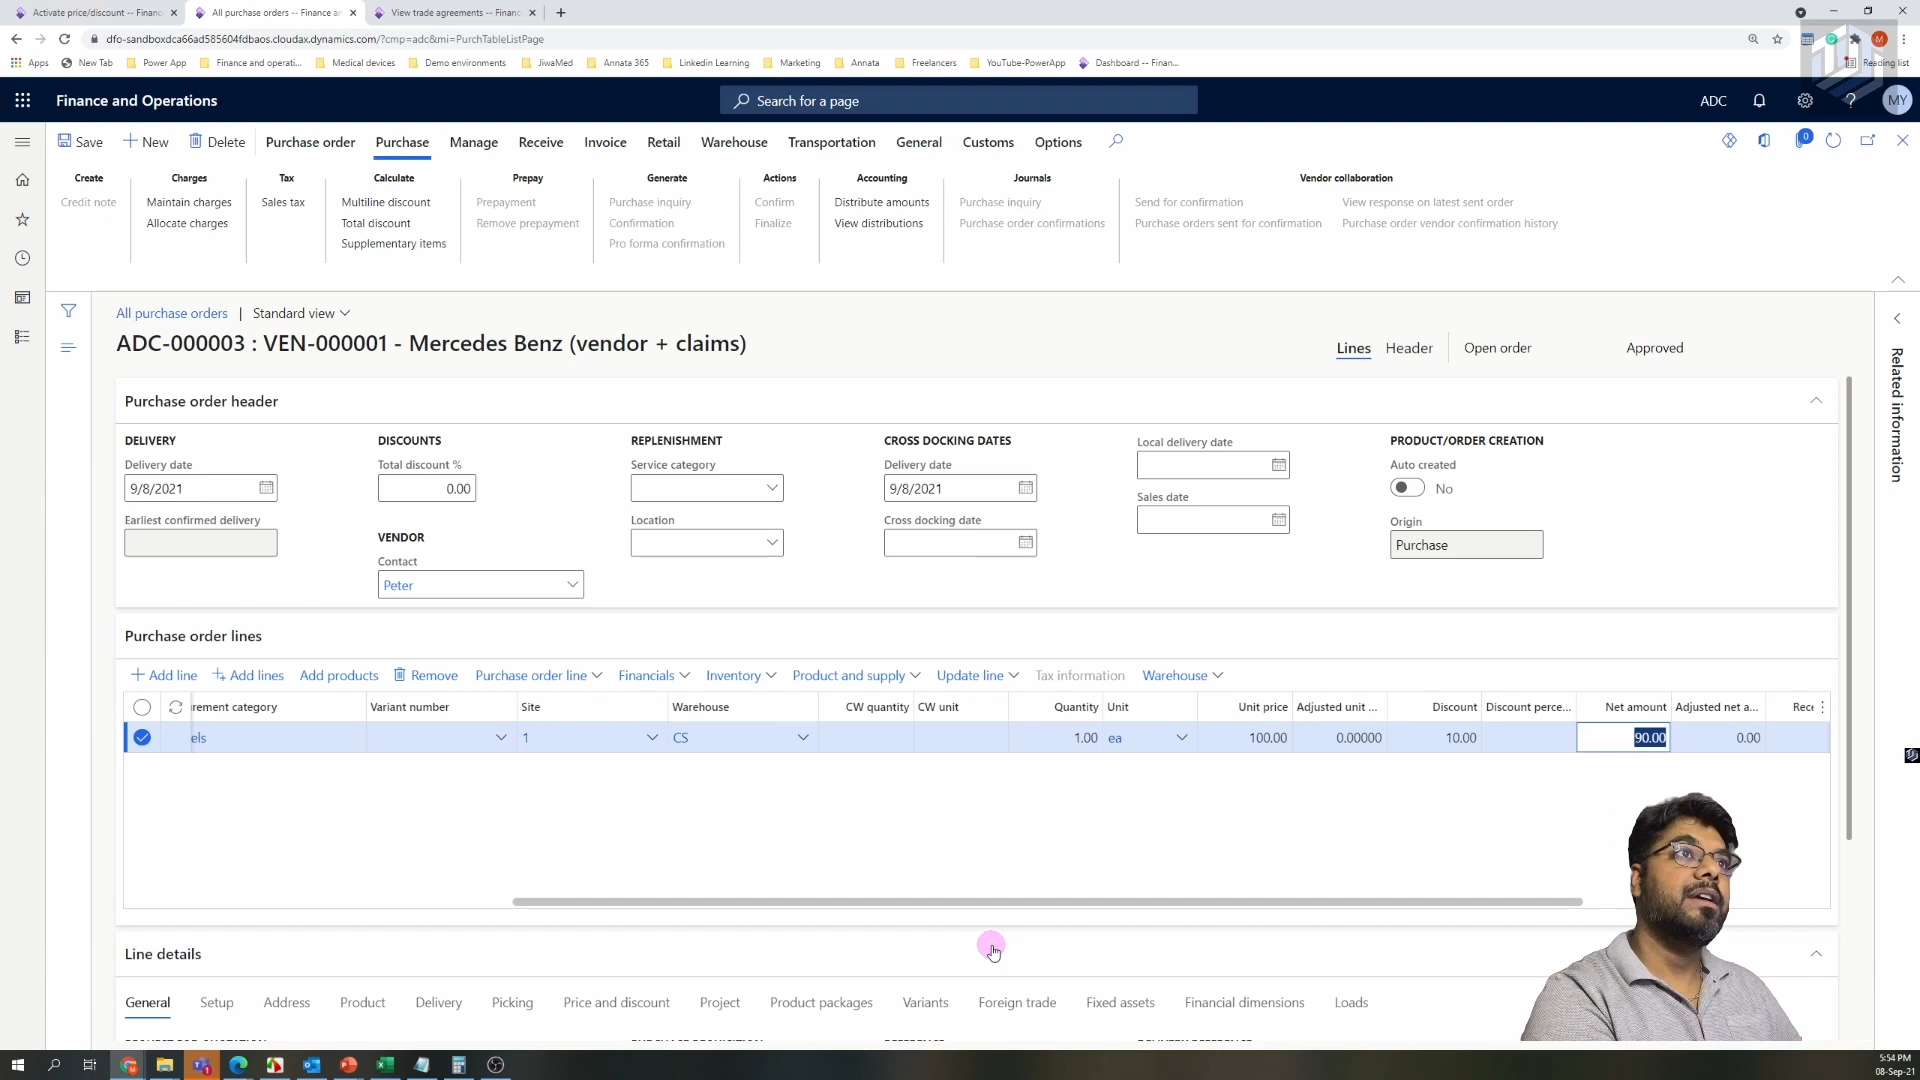 Activate price/discount -- Financ
All purchase orders -- Finance an
View trade agreements -- Financ
dfo-sandboxdca66ad585604fdbaos.cloudax.dynamics.com/?cmp=adc&mi=PurchTableListPage
Apps New Tab Power App Finance and operati... Medical devices Demo environments JiwaMed Annata 365 Linkedin Learning Marketing Annata Freelancers YouTube-PowerApp Dashboard -- Finan... Reading list
Finance and Operations Search for a page ADC MY
Save New Delete Purchase order Purchase Manage Receive Invoice Retail Warehouse Transportation General Customs Options 0
Create Charges Tax Calculate Prepay Generate Actions Accounting Journals Vendor collaboration
Credit note Maintain charges Sales tax Multiline discount Prepayment Purchase inquiry Confirm Distribute amounts Purchase inquiry Send for confirmation View response on latest sent order
Allocate charges Total discount Remove prepayment Confirmation Finalize View distributions Purchase order confirmations Purchase orders sent for confirmation Purchase order vendor confirmation history
Supplementary items Pro forma confirmation
All purchase orders | Standard view
ADC-000003 : VEN-000001 - Mercedes Benz (vendor + claims)
Lines Header Open order Approved
Related information
Purchase order header
DELIVERY DISCOUNTS REPLENISHMENT CROSS DOCKING DATES Local delivery date PRODUCT/ORDER CREATION
Delivery date Total discount % Service category Delivery date Auto created
9/8/2021 0.00 9/8/2021 No
Earliest confirmed delivery VENDOR Location Cross docking date Sales date Origin
Contact Purchase
Peter
Purchase order lines
Add line Add lines Add products Remove Purchase order line Financials Inventory Product and supply Update line Tax information Warehouse
rement category Variant number Site Warehouse CW quantity CW unit Quantity Unit Unit price Adjusted unit ... Discount Discount perce... Net amount Adjusted net a... Rece
els 1 CS 1.00 ea 100.00 0.00000 10.00 90.00 0.00
Line details
General Setup Address Product Delivery Picking Price and discount Project Product packages Variants Foreign trade Fixed assets Financial dimensions Loads
5:54 PM
08-Sep-21